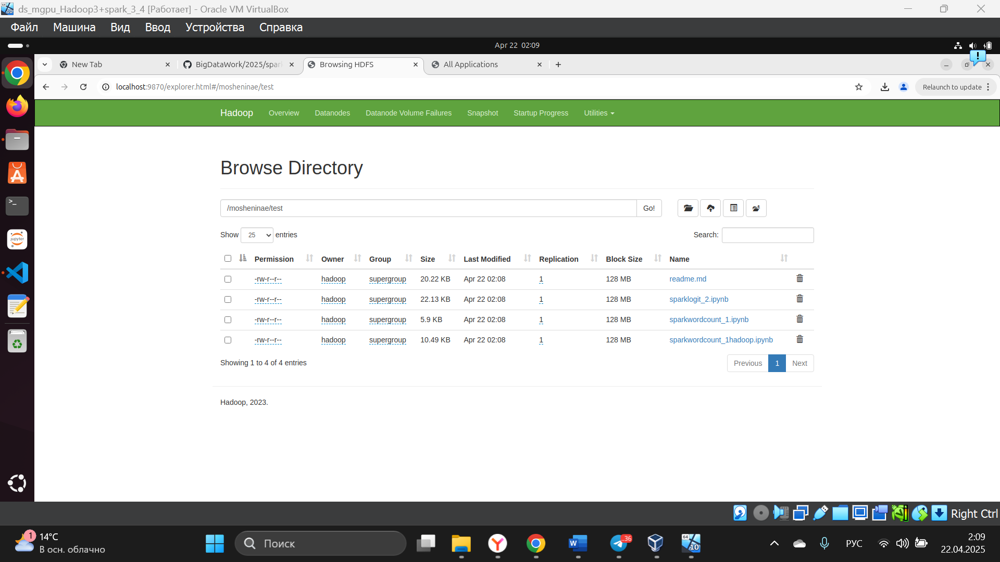 ds_mgpu_Hadoop3+spark_3_4 [Работает] - Oracle VM VirtualBox
Файл Машина Вид Ввод Устройства Справка
Apr 22 02:09
New Tab
BigDataWork/2025/spar
Browsing HDFS
All Applications
localhost:9870/explorer.html#/mosheninae/test
Relaunch to update
Hadoop Overview Datanodes Datanode Volume Failures Snapshot Startup Progress Utilities
Browse Directory
/mosheninae/test Go!
Show 25 entries Search:
Permission Owner Group Size Last Modified Replication Block Size Name
-rw-r--r-- hadoop supergroup 20.22 KB Apr 22 02:08 1 128 MB readme.md
-rw-r--r-- hadoop supergroup 22.13 KB Apr 22 02:08 1 128 MB sparklogit_2.ipynb
-rw-r--r-- hadoop supergroup 5.9 KB Apr 22 02:08 1 128 MB sparkwordcount_1.ipynb
-rw-r--r-- hadoop supergroup 10.49 KB Apr 22 02:08 1 128 MB sparkwordcount_1hadoop.ipynb
Showing 1 to 4 of 4 entries Previous 1 Next
Hadoop, 2023.
jupyter
Right Ctrl
1
14°C
В осн. облачно
Поиск
..36
64
10
РУС
2:09
22.04.2025